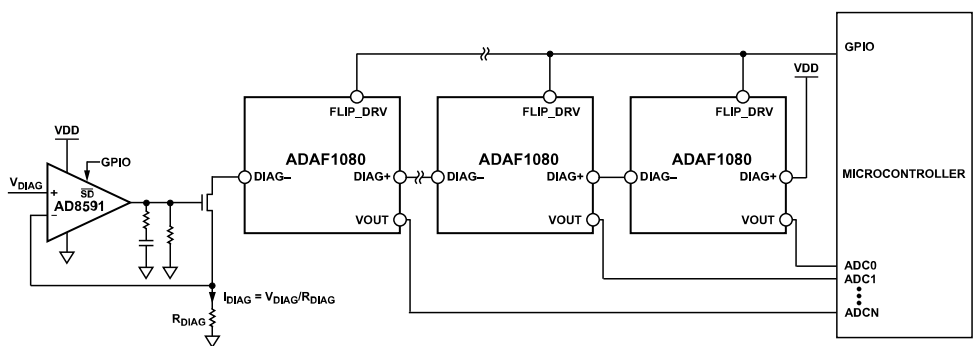 GPIO
VDD
FLIP_DRV
FLIP_DRV
FLIP_DRV
VDD
GPIO
ADAF1080
ADAF1080
ADAF1080
VDIAG
+
SD
AD8591
−
DIAG−
DIAG+
DIAG−
DIAG+
DIAG−
DIAG+
MICROCONTROLLER
VOUT
VOUT
VOUT
ADC0
ADC1
ADCN
IDIAG = VDIAG/RDIAG
RDIAG